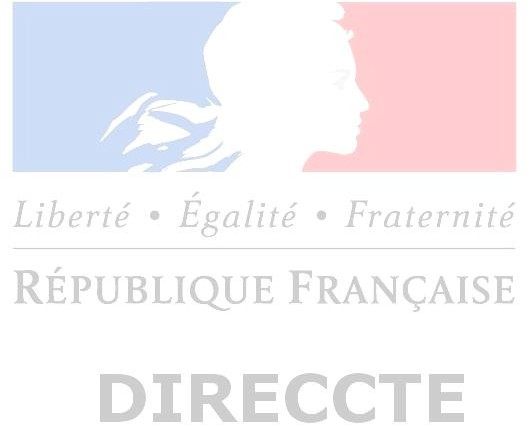 Liberté • Égalité • Fraternité
RÉPUBLIQUE FRANÇAISE
DIRECCTE